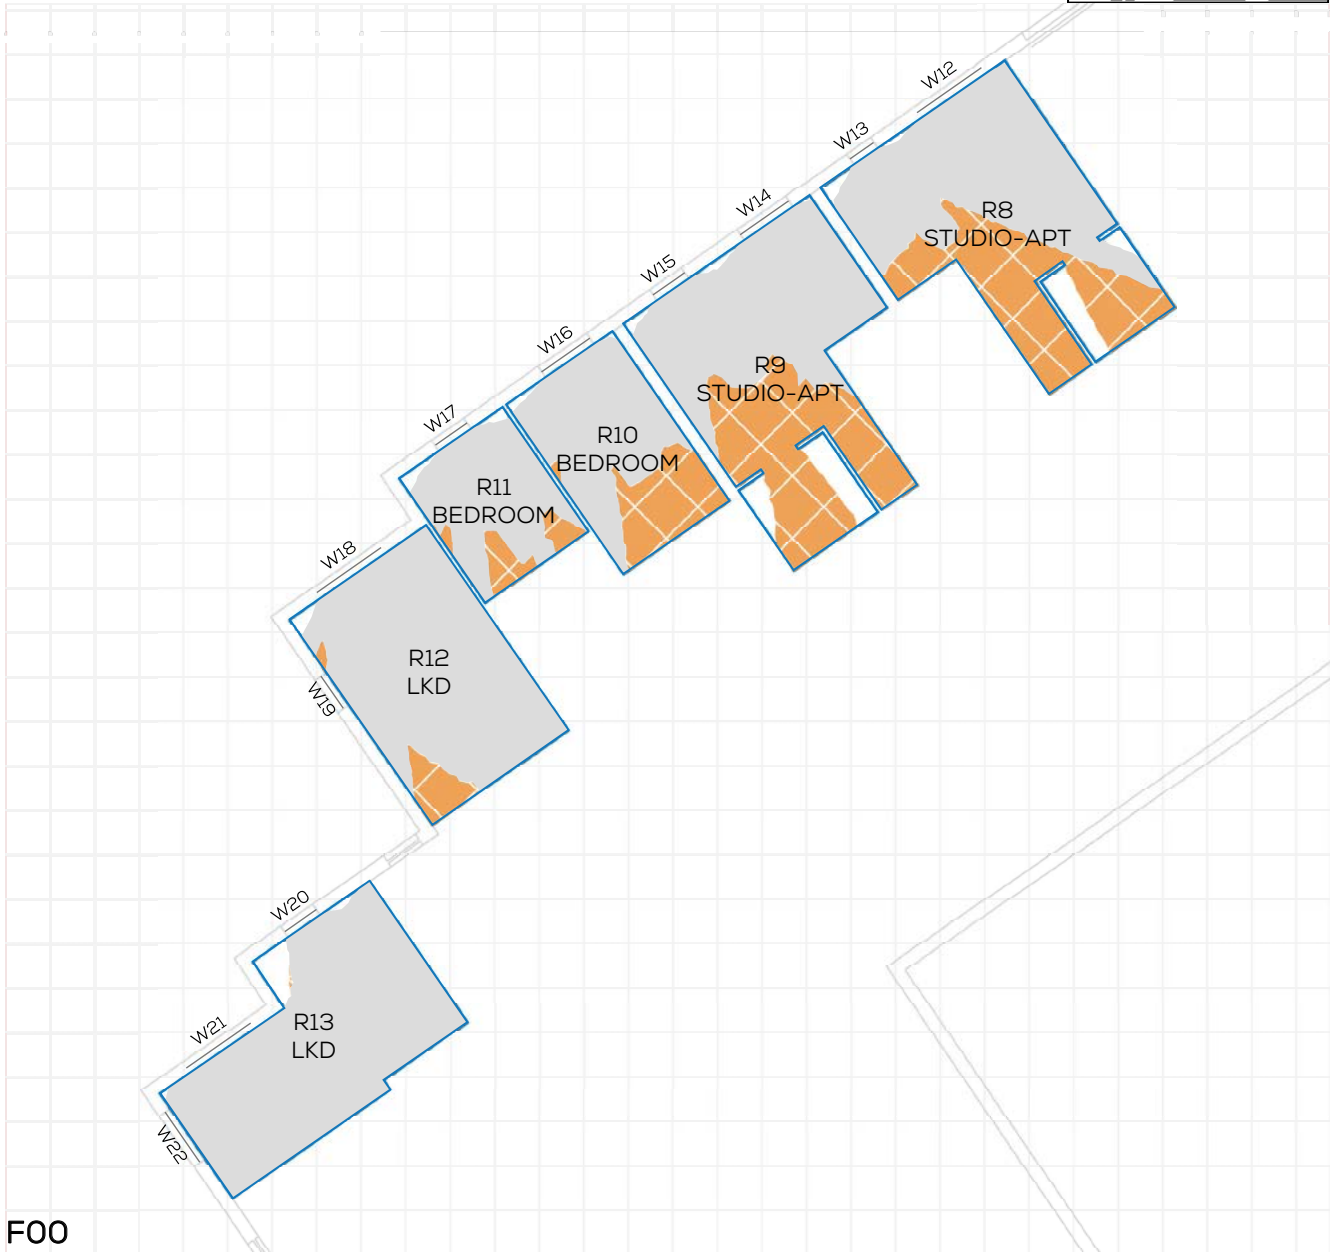 W12
W13
W14
W15
W16
W17
W18
W19
W20
W21
W22
R8
STUDIO-APT
R9
STUDIO-APT
R10
BEDROOM
R11
BEDROOM
R12
LKD
R13
LKD
F00